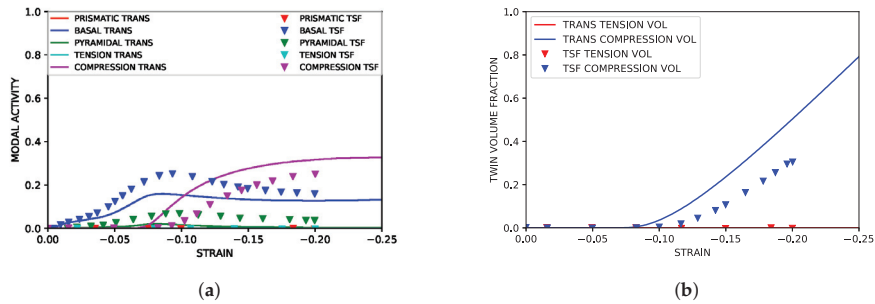 1.0
0.8
0.6
0.4
0.2
0.0
MODAL ACTIVITY
PRISMATIC TRANS
BASAL TRANS
PYRAMIDAL TRANS
TENSION TRANS
COMPRESSION TRANS
PRISMATIC TSF
BASAL TSF
PYRAMIDAL TSF
TENSION TSF
COMPRESSION TSF
0.00 −0.05 −0.10 −0.15 −0.20 −0.25
STRAIN
(a)
1.0
0.8
0.6
0.4
0.2
0.0
TWIN VOLUME FRACTION
TRANS TENSION VOL
TRANS COMPRESSION VOL
TSF TENSION VOL
TSF COMPRESSION VOL
0.00 −0.05 −0.10 −0.15 −0.20 −0.25
STRAIN
(b)